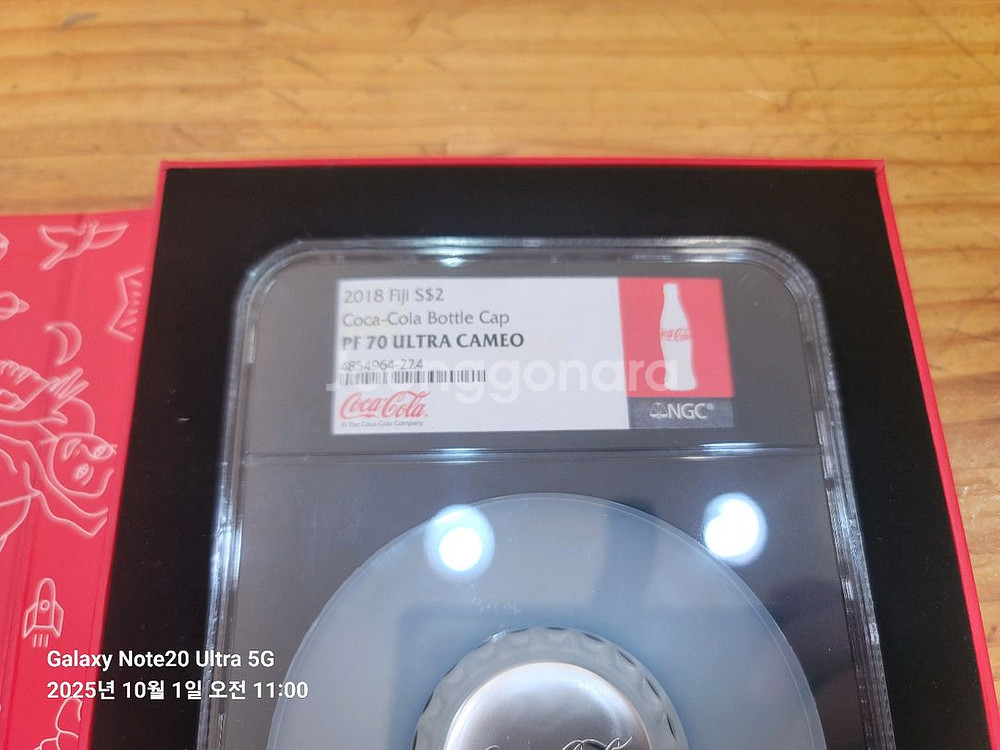 2018 Fiji S$2
Coca-Cola Bottle Cap
PF 70 ULTRA CAMEO
4854964-224
Coca-Cola
© The Coca-Cola Company
Coca-Cola
NGC®
Joonggonara
Galaxy Note20 Ultra 5G
2025년 10월 1일 오전 11:00